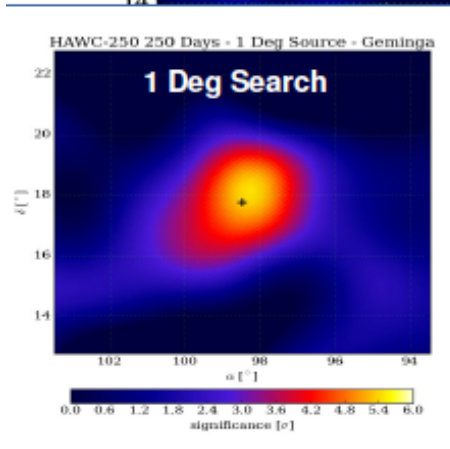 HAWC-250 250 Days - 1 Deg Source - Geminga
1 Deg Search
22
20
18
16
14
δ [°]
102 100 98 96 94
α [°]
0.0 0.6 1.2 1.8 2.4 3.0 3.6 4.2 4.8 5.4 6.0
significance [σ]